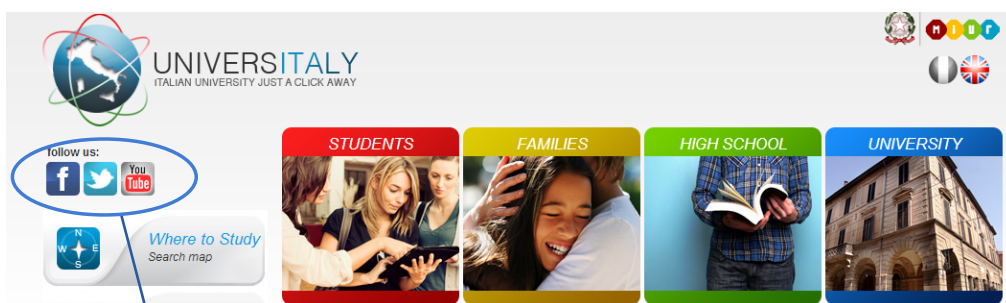 UNIVERSITALY
ITALIAN UNIVERSITY JUST A CLICK AWAY
MIUR
follow us:
f
You
Tube
STUDENTS
FAMILIES
HIGH SCHOOL
UNIVERSITY
N
W E
S
Where to Study
Search map